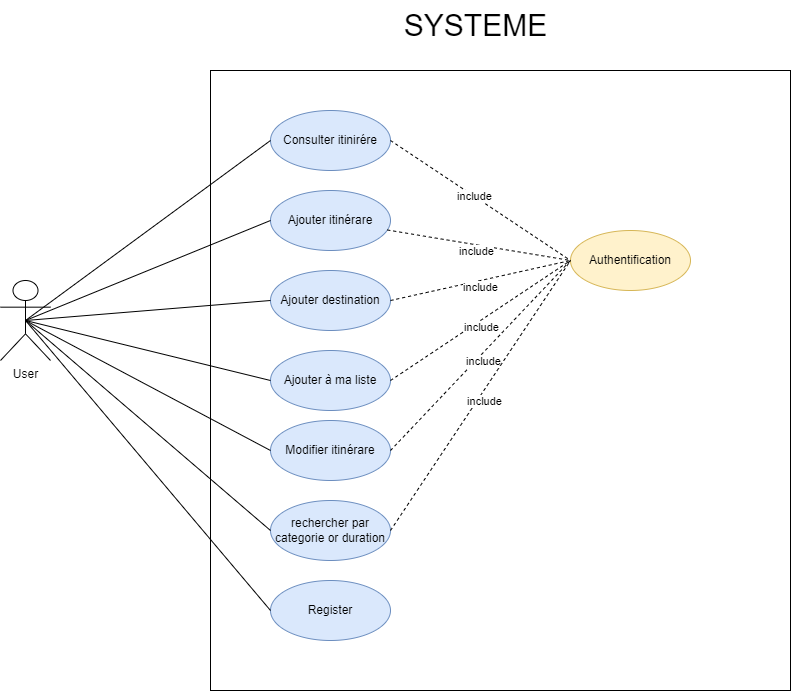 SYSTEME
Consulter itinirére
include
Ajouter itinérare
include
Authentification
Ajouter destination
include
User
Ajouter à ma liste
include
Modifier itinérare
include
rechercher par
categorie or duration
include
Register